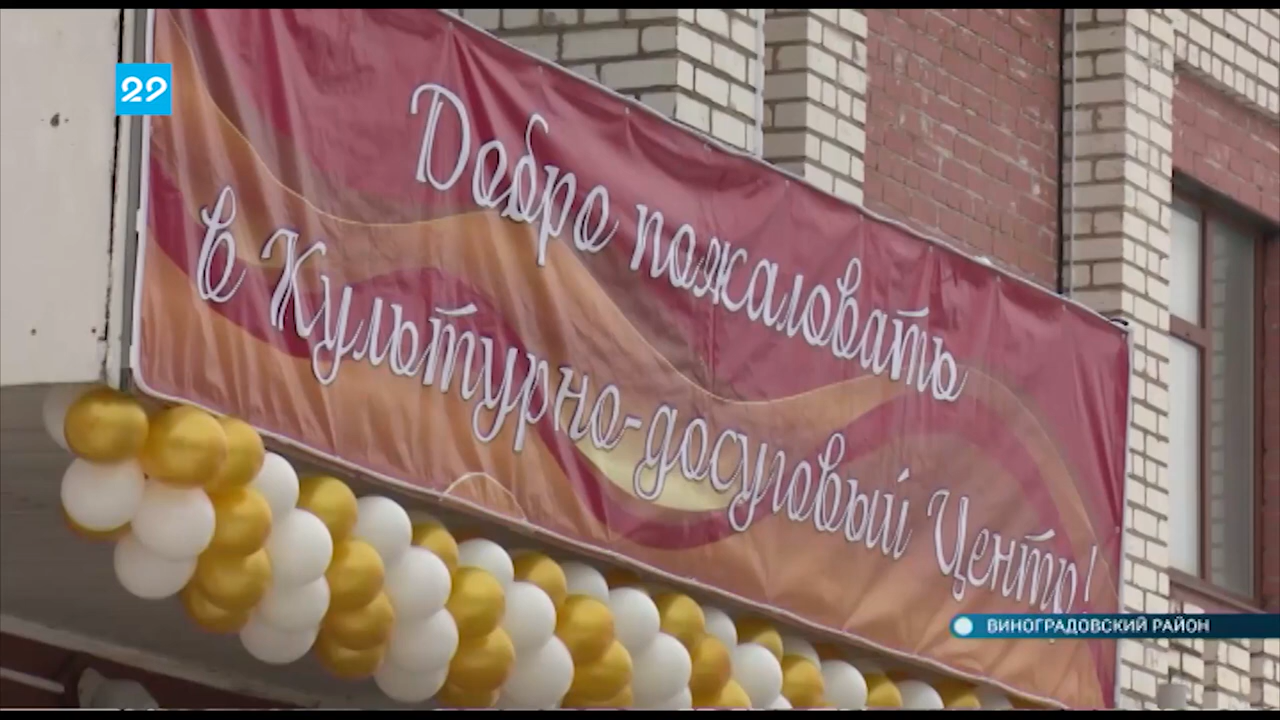 29
Добро пожаловать
в Культурно-досуговый Центр!
ВИНОГРАДОВСКИЙ РАЙОН